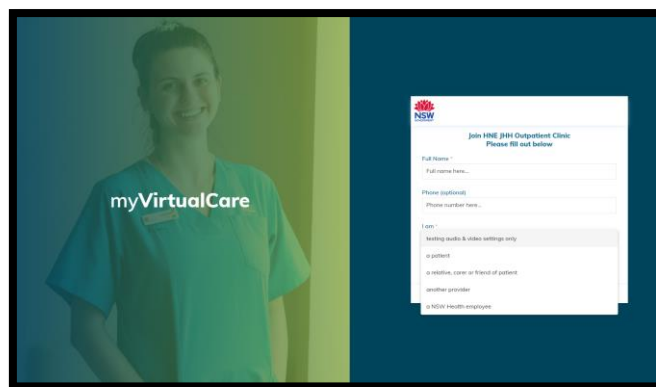 myVirtualCare
NSW
GOVERNMENT
Join HNE JHH Outpatient Clinic
Please fill out below
Full Name *
Full name here...
Phone (optional)
Phone number here...
I am *
testing audio & video settings only
a patient
a relative, carer or friend of patient
another provider
a NSW Health employee